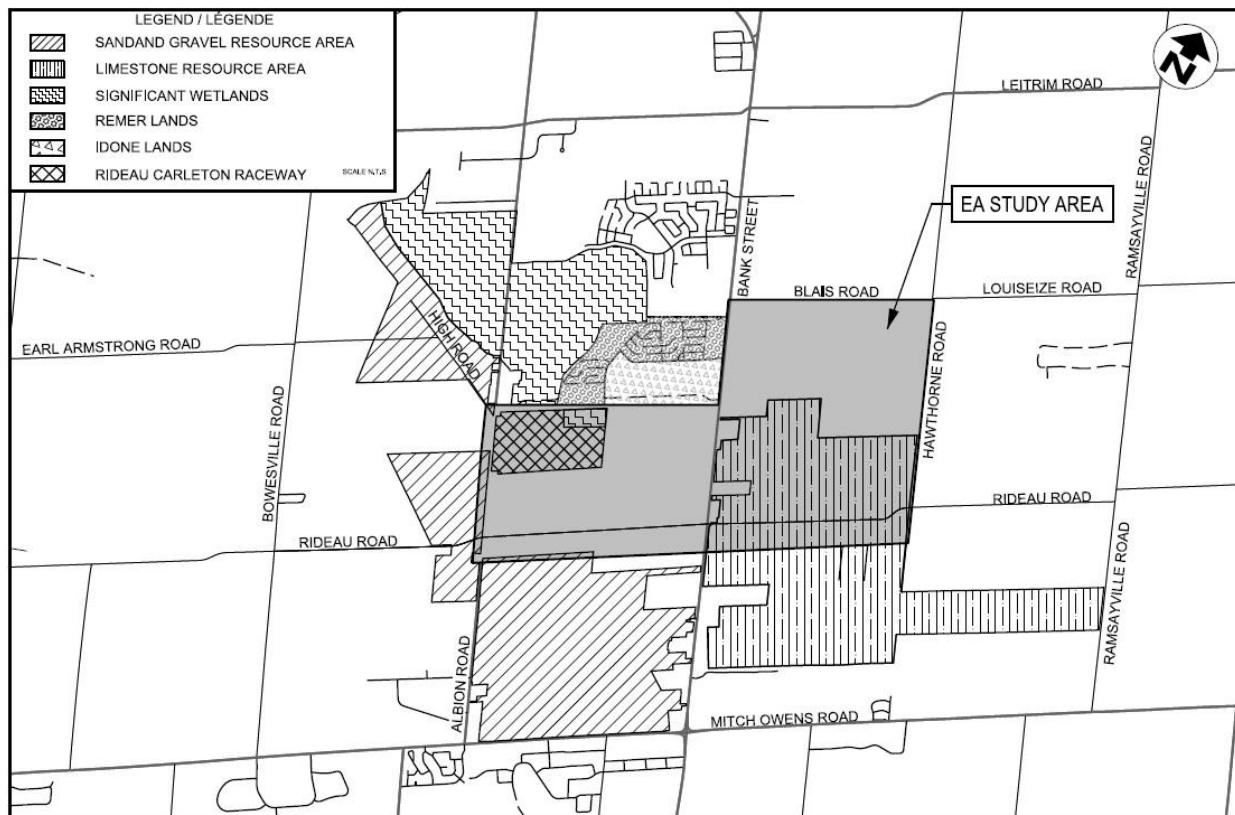 LEGEND / LÉGENDE
SANDAND GRAVEL RESOURCE AREA
LIMESTONE RESOURCE AREA
SIGNIFICANT WETLANDS
REMER LANDS
IDONE LANDS
RIDEAU CARLETON RACEWAY
SCALE N.T.S
N
LEITRIM ROAD
EA STUDY AREA
RAMSAYVILLE ROAD
BANK STREET
BLAIS ROAD
LOUISEIZE ROAD
HIGH ROAD
EARL ARMSTRONG ROAD
HAWTHORNE ROAD
BOWESVILLE ROAD
RIDEAU ROAD
RIDEAU ROAD
RAMSAYVILLE ROAD
ALBION ROAD
MITCH OWENS ROAD